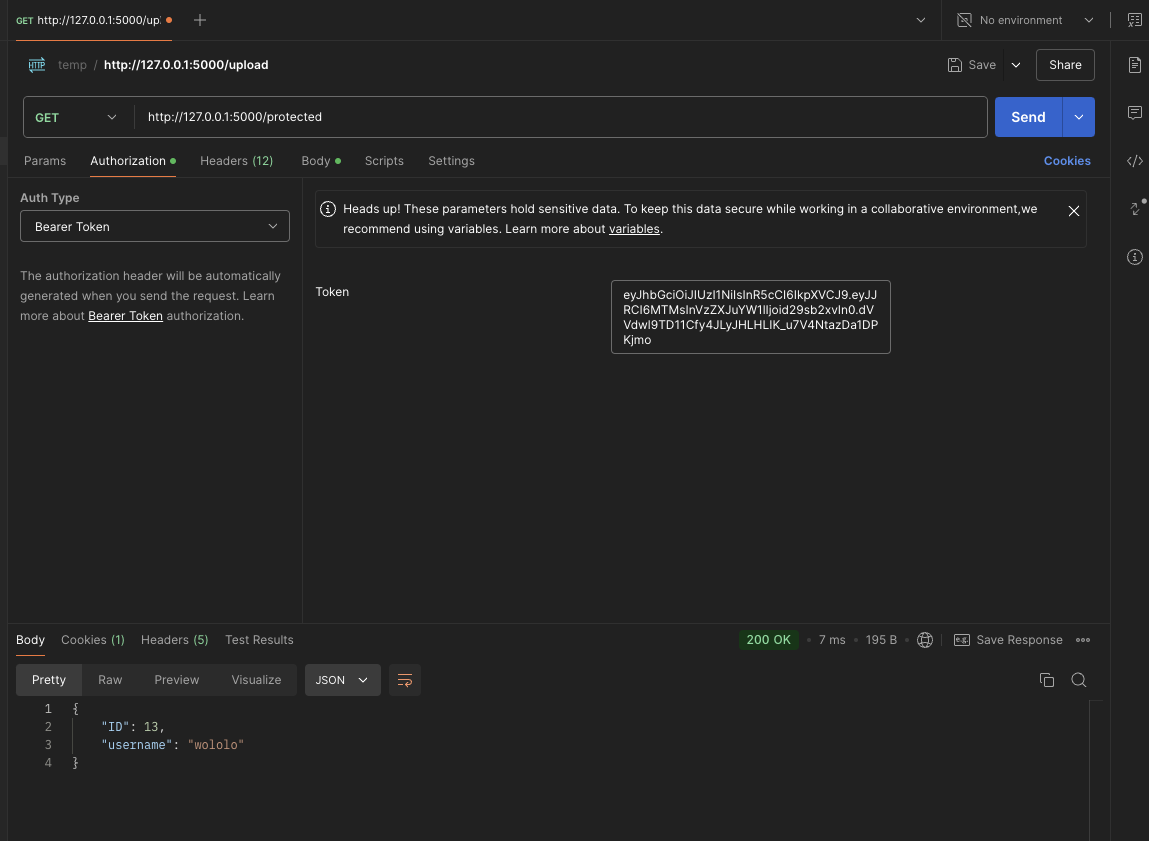 GET http://127.0.0.1:5000/up
No environment
temp / http://127.0.0.1:5000/upload
Save
Share
GET
http://127.0.0.1:5000/protected
Send
Params
Authorization
Headers (12)
Body
Scripts
Settings
Cookies
Auth Type
Bearer Token
The authorization header will be automatically
generated when you send the request. Learn
more about Bearer Token authorization.
Heads up! These parameters hold sensitive data. To keep this data secure while working in a collaborative environment,we
recommend using variables. Learn more about variables.
Token
eyJhbGciOiJIUzI1NiIsInR5cCI6IkpXVCJ9.eyJJ
RCI6MTMsInVzZXJuYW1lIjoid29sb2xvIn0.dV
VdwI9TD11Cfy4JLyJHLHLIK_u7V4NtazDa1DP
Kjmo
Body
Cookies (1)
Headers (5)
Test Results
200 OK
7 ms
195 B
Save Response
Pretty
Raw
Preview
Visualize
JSON
1 {
2 "ID": 13,
3 "username": "wololo"
4 }